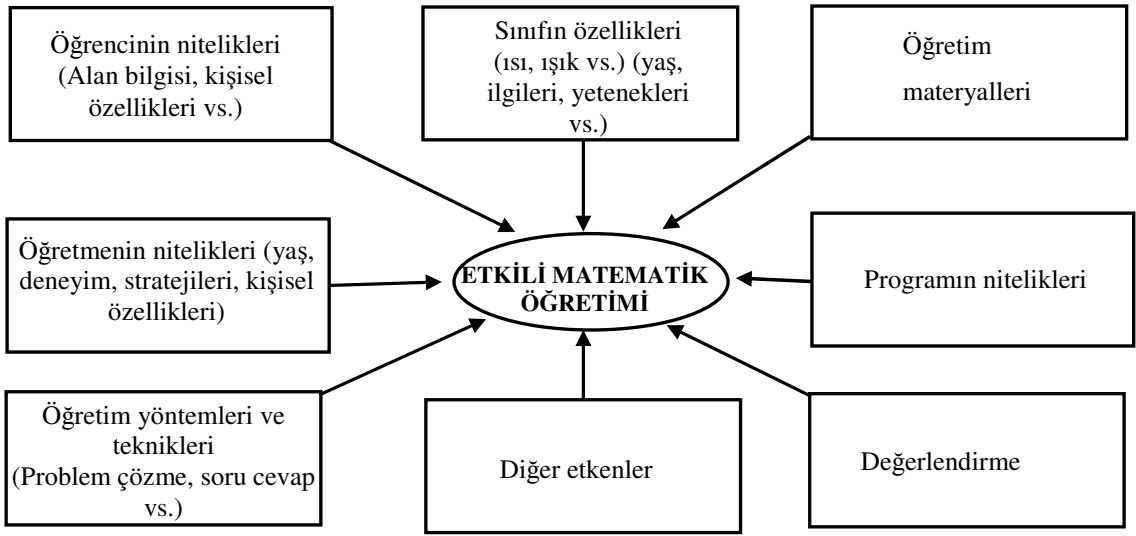 Öğrencinin nitelikleri
(Alan bilgisi, kişisel
özellikleri vs.)
Sınıfın özellikleri
(ısı, ışık vs.) (yaş,
ilgileri, yetenekleri
vs.)
Öğretim
materyalleri
Öğretmenin nitelikleri (yaş,
deneyim, stratejileri, kişisel
özellikleri)
ETKİLİ MATEMATİK
ÖĞRETİMİ
Programın nitelikleri
Öğretim yöntemleri ve
teknikleri
(Problem çözme, soru cevap
vs.)
Diğer etkenler
Değerlendirme